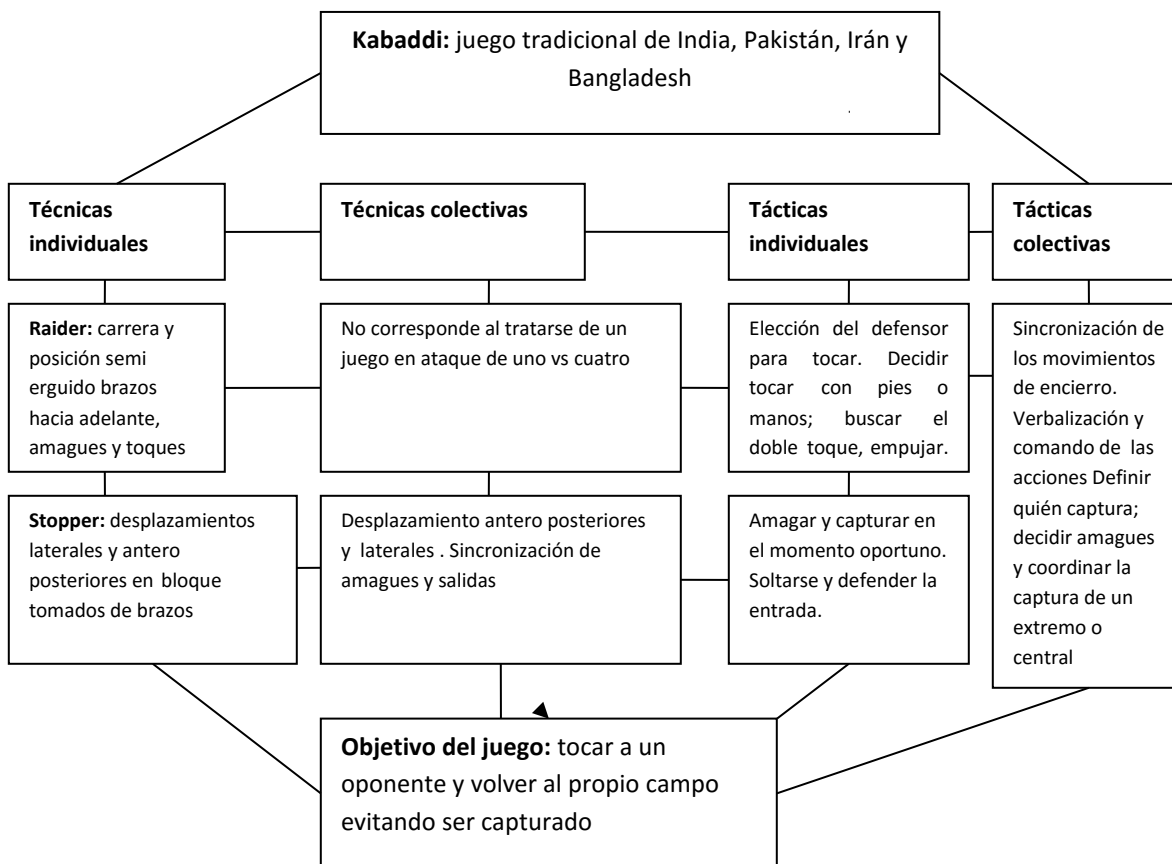 Kabaddi: juego tradicional de India, Pakistán, Irán y
Bangladesh
.
Técnicas
individuales
Técnicas colectivas
Tácticas
individuales
Tácticas
colectivas
Raider: carrera y
posición semi
erguido brazos
hacia adelante,
amagues y toques
No corresponde al tratarse de un
juego en ataque de uno vs cuatro
Elección del defensor
para tocar. Decidir
tocar con pies o
manos; buscar el
doble toque, empujar.
Sincronización de
los movimientos
de encierro.
Verbalización y
comando de las
acciones Definir
quién captura;
decidir amagues
y coordinar la
captura de un
extremo o
central
Stopper: desplazamientos
laterales y antero
posteriores en bloque
tomados de brazos
Desplazamiento antero posteriores
y laterales . Sincronización de
amagues y salidas
Amagar y capturar en
el momento oportuno.
Soltarse y defender la
entrada.
Objetivo del juego: tocar a un
oponente y volver al propio campo
evitando ser capturado